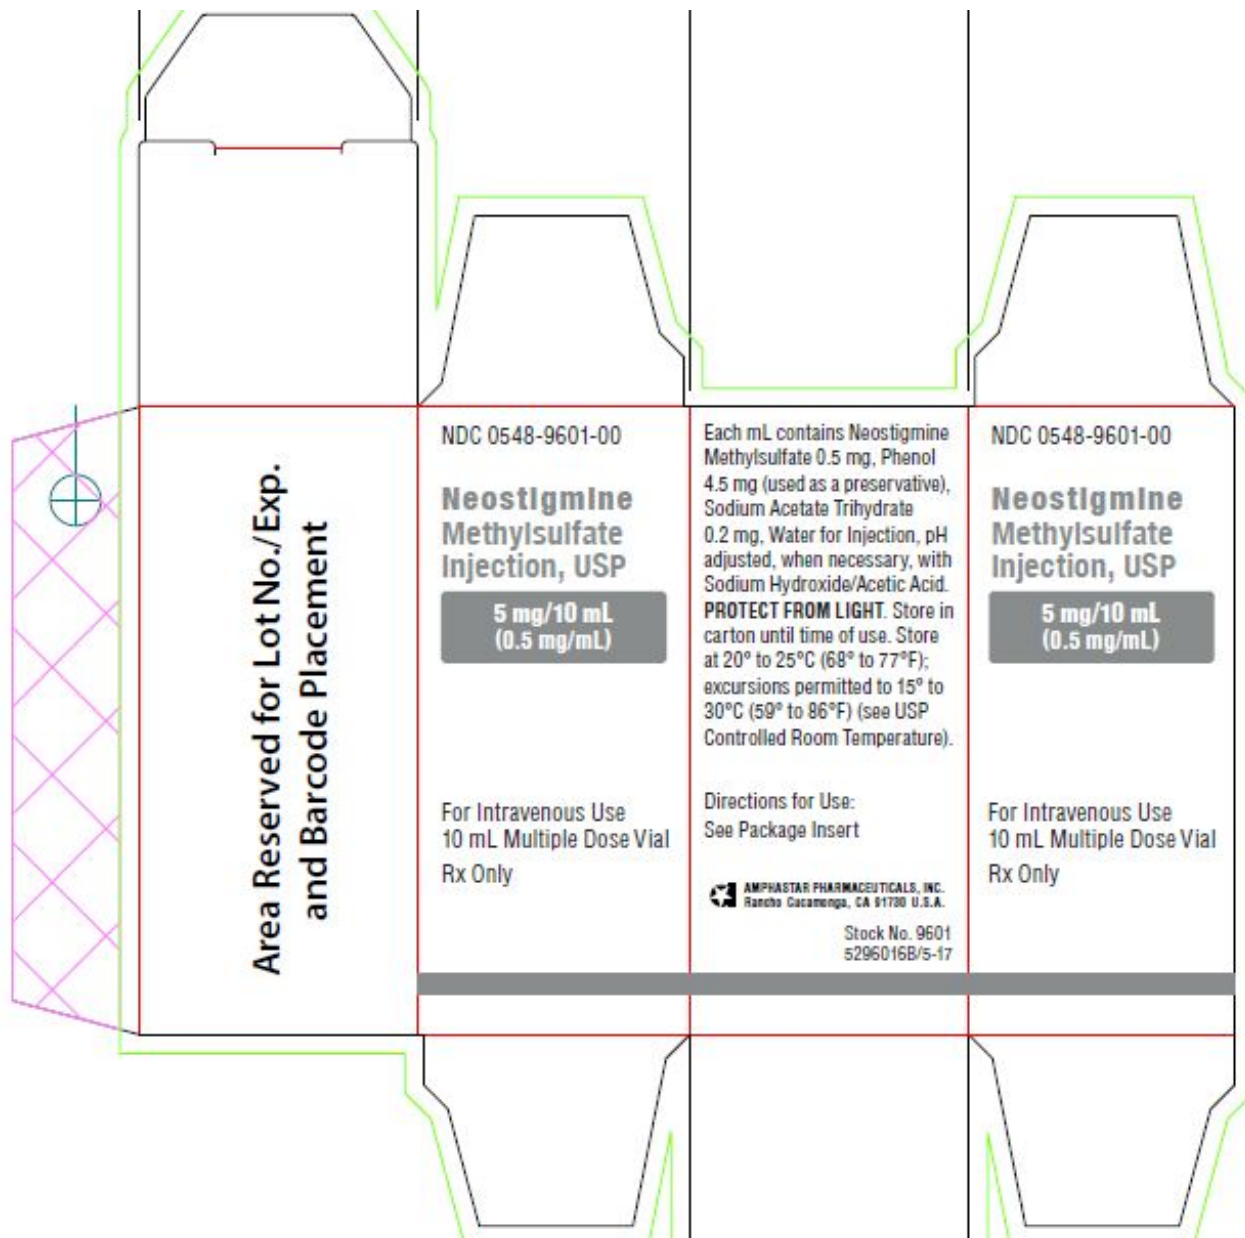 Area Reserved for Lot No./Exp.
and Barcode Placement
NDC 0548-9601-00
Neostigmine
Methylsulfate
Injection, USP
5 mg/10 mL
(0.5 mg/mL)
For Intravenous Use
10 mL Multiple Dose Vial
Rx Only
Each mL contains Neostigmine
Methylsulfate 0.5 mg, Phenol
4.5 mg (used as a preservative),
Sodium Acetate Trihydrate
0.2 mg, Water for Injection, pH
adjusted, when necessary, with
Sodium Hydroxide/Acetic Acid.
PROTECT FROM LIGHT. Store in
carton until time of use. Store
at 20° to 25°C (68° to 77°F);
excursions permitted to 15° to
30°C (59° to 86°F) (see USP
Controlled Room Temperature).
Directions for Use:
See Package Insert
AMPHASTAR PHARMACEUTICALS, INC.
Rancho Cucamonga, CA 91730 U.S.A.
Stock No. 9601
5296016B/5-17
NDC 0548-9601-00
Neostigmine
Methylsulfate
Injection, USP
5 mg/10 mL
(0.5 mg/mL)
For Intravenous Use
10 mL Multiple Dose Vial
Rx Only